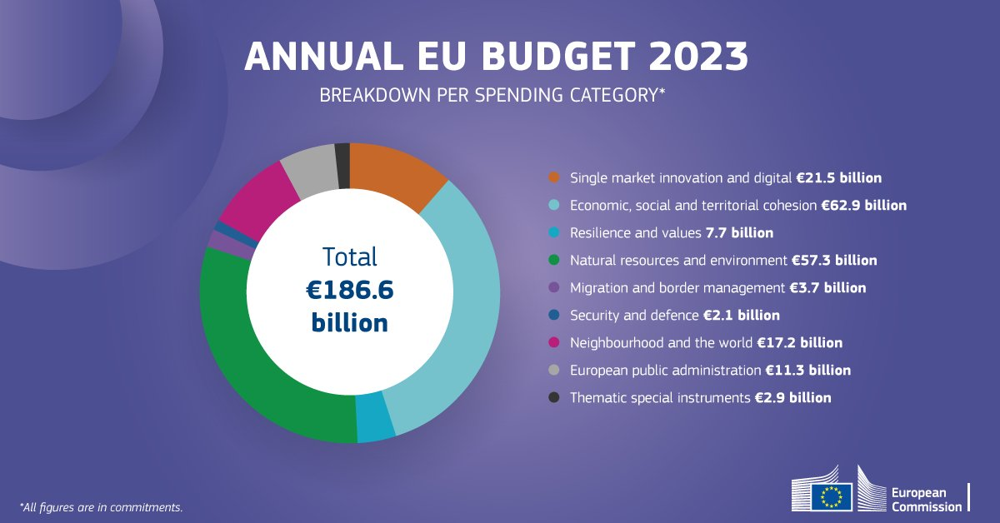 ANNUAL EU BUDGET 2023
BREAKDOWN PER SPENDING CATEGORY*
Total
€186.6
billion
Single market innovation and digital €21.5 billion
Economic, social and territorial cohesion €62.9 billion
Resilience and values 7.7 billion
Natural resources and environment €57.3 billion
Migration and border management €3.7 billion
Security and defence €2.1 billion
Neighbourhood and the world €17.2 billion
European public administration €11.3 billion
Thematic special instruments €2.9 billion
*All figures are in commitments.
European
Commission